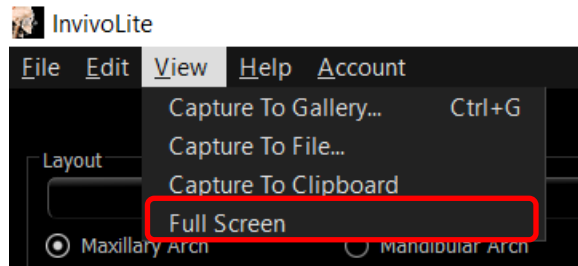 InvivoLite
File Edit View Help Account
Capture To Gallery... Ctrl+G
Capture To File...
Layout
Capture To Clipboard
Full Screen
Maxillary Arch Mandibular Arch